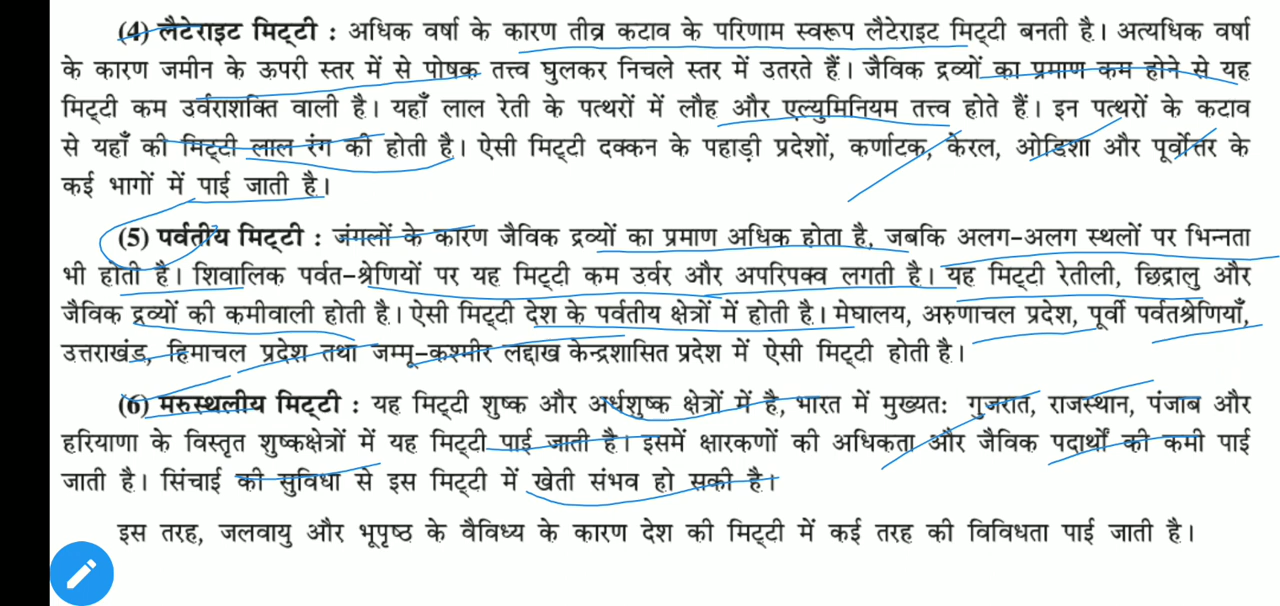 (4) लैटेराइट मिट्टी : अधिक वर्षा के कारण तीव्र कटाव के परिणाम स्वरूप लैटेराइट मिट्टी बनती है। अत्यधिक वर्षा
के कारण जमीन के ऊपरी स्तर में से पोषक तत्त्व घुलकर निचले स्तर में उतरते हैं। जैविक द्रव्यों का प्रमाण कम होने से यह
मिट्टी कम उर्वराशक्ति वाली है। यहाँ लाल रेती के पत्थरों में लौह और एल्युमिनियम तत्त्व होते हैं। इन पत्थरों के कटाव
से यहाँ की मिट्टी लाल रंग की होती है। ऐसी मिट्टी दक्कन के पहाड़ी प्रदेशों, कर्णाटक, केरल, ओडिशा और पूर्वोत्तर के
कई भागों में पाई जाती है।
(5) पर्वतीय मिट्टी : जंगलों के कारण जैविक द्रव्यों का प्रमाण अधिक होता है, जबकि अलग-अलग स्थलों पर भिन्नता
भी होती है। शिवालिक पर्वत-श्रेणियों पर यह मिट्टी कम उर्वर और अपरिपक्व लगती है। यह मिट्टी रेतीली, छिद्रालु और
जैविक द्रव्यों की कमीवाली होती है। ऐसी मिट्टी देश के पर्वतीय क्षेत्रों में होती है। मेघालय, अरुणाचल प्रदेश, पूर्वी पर्वतश्रेणियाँ,
उत्तराखंड, हिमाचल प्रदेश तथा जम्मू-कश्मीर लद्दाख केन्द्रशासित प्रदेश में ऐसी मिट्टी होती है।
(6) मरुस्थलीय मिट्टी : यह मिट्टी शुष्क और अर्धशुष्क क्षेत्रों में है, भारत में मुख्यतः गुजरात, राजस्थान, पंजाब और
हरियाणा के विस्तृत शुष्कक्षेत्रों में यह मिट्टी पाई जाती है। इसमें क्षारकणों की अधिकता और जैविक पदार्थों की कमी पाई
जाती है। सिंचाई की सुविधा से इस मिट्टी में खेती संभव हो सकी है।
इस तरह, जलवायु और भूपृष्ठ के वैविध्य के कारण देश की मिट्टी में कई तरह की विविधता पाई जाती है।